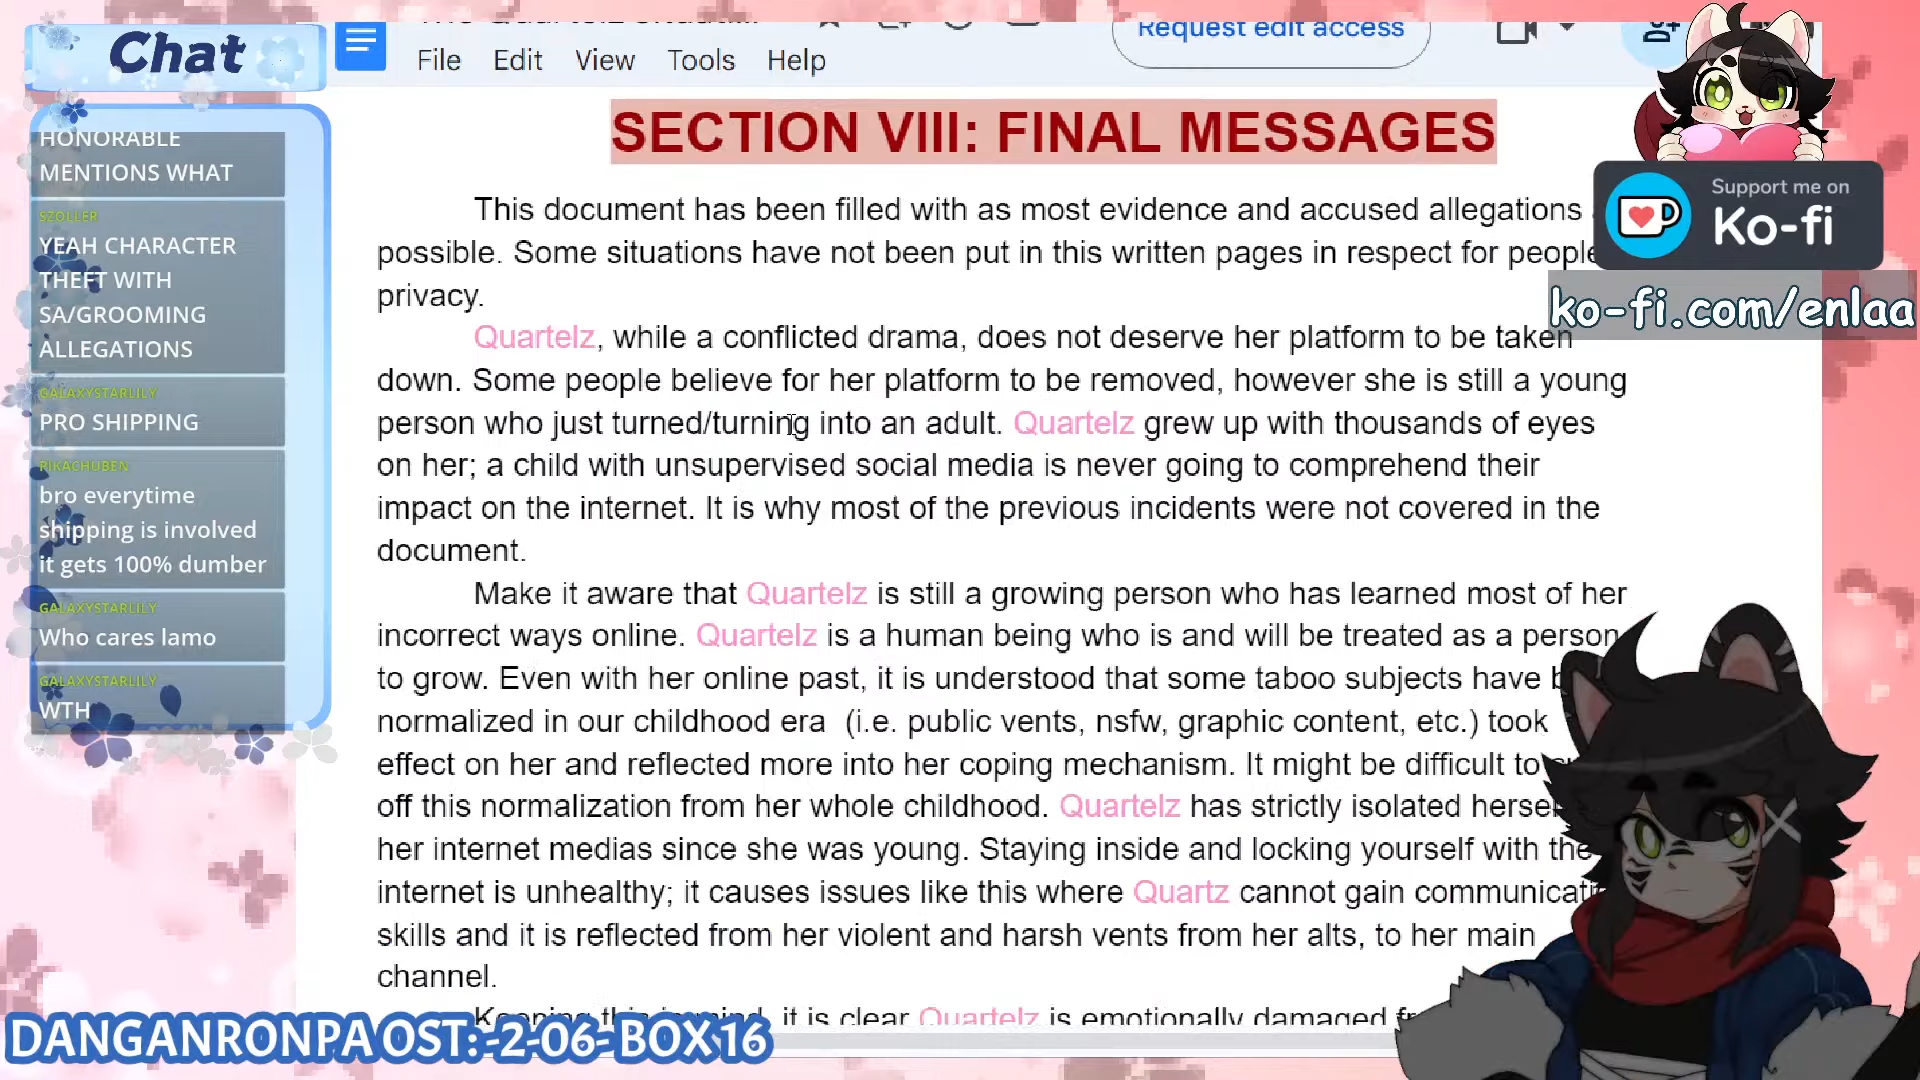 Chat
HONORABLE
MENTIONS WHAT
SZOLLER
YEAH CHARACTER
THEFT WITH
SA/GROOMING
ALLEGATIONS
GALAXYSTARLILY
PRO SHIPPING
PIKACHUBEN
bro everytime
shipping is involved
it gets 100% dumber
GALAXYSTARLILY
Who cares lamo
GALAXYSTARLILY
WTH
Request edit access
File Edit View Tools Help
SECTION VIII: FINAL MESSAGES
This document has been filled with as most evidence and accused allegations
possible. Some situations have not been put in this written pages in respect for people
privacy.
Quartelz, while a conflicted drama, does not deserve her platform to be taken
down. Some people believe for her platform to be removed, however she is still a young
person who just turned/turning into an adult. Quartelz grew up with thousands of eyes
on her; a child with unsupervised social media is never going to comprehend their
impact on the internet. It is why most of the previous incidents were not covered in the
document.
Make it aware that Quartelz is still a growing person who has learned most of her
incorrect ways online. Quartelz is a human being who is and will be treated as a person
to grow. Even with her online past, it is understood that some taboo subjects have
normalized in our childhood era (i.e. public vents, nsfw, graphic content, etc.) took
effect on her and reflected more into her coping mechanism. It might be difficult to
off this normalization from her whole childhood. Quartelz has strictly isolated
her internet medias since she was young. Staying inside and locking yourself with the
internet is unhealthy; it causes issues like this where Quartz cannot gain
skills and it is reflected from her violent and harsh vents from her alts, to her main
channel.
Keeping this in mind, it is clear Quartelz is emotionally damaged
Support me on
Ko-fi
ko-fi.com/enlaa
DANGANRONPA OST: -2-06- BOX 16